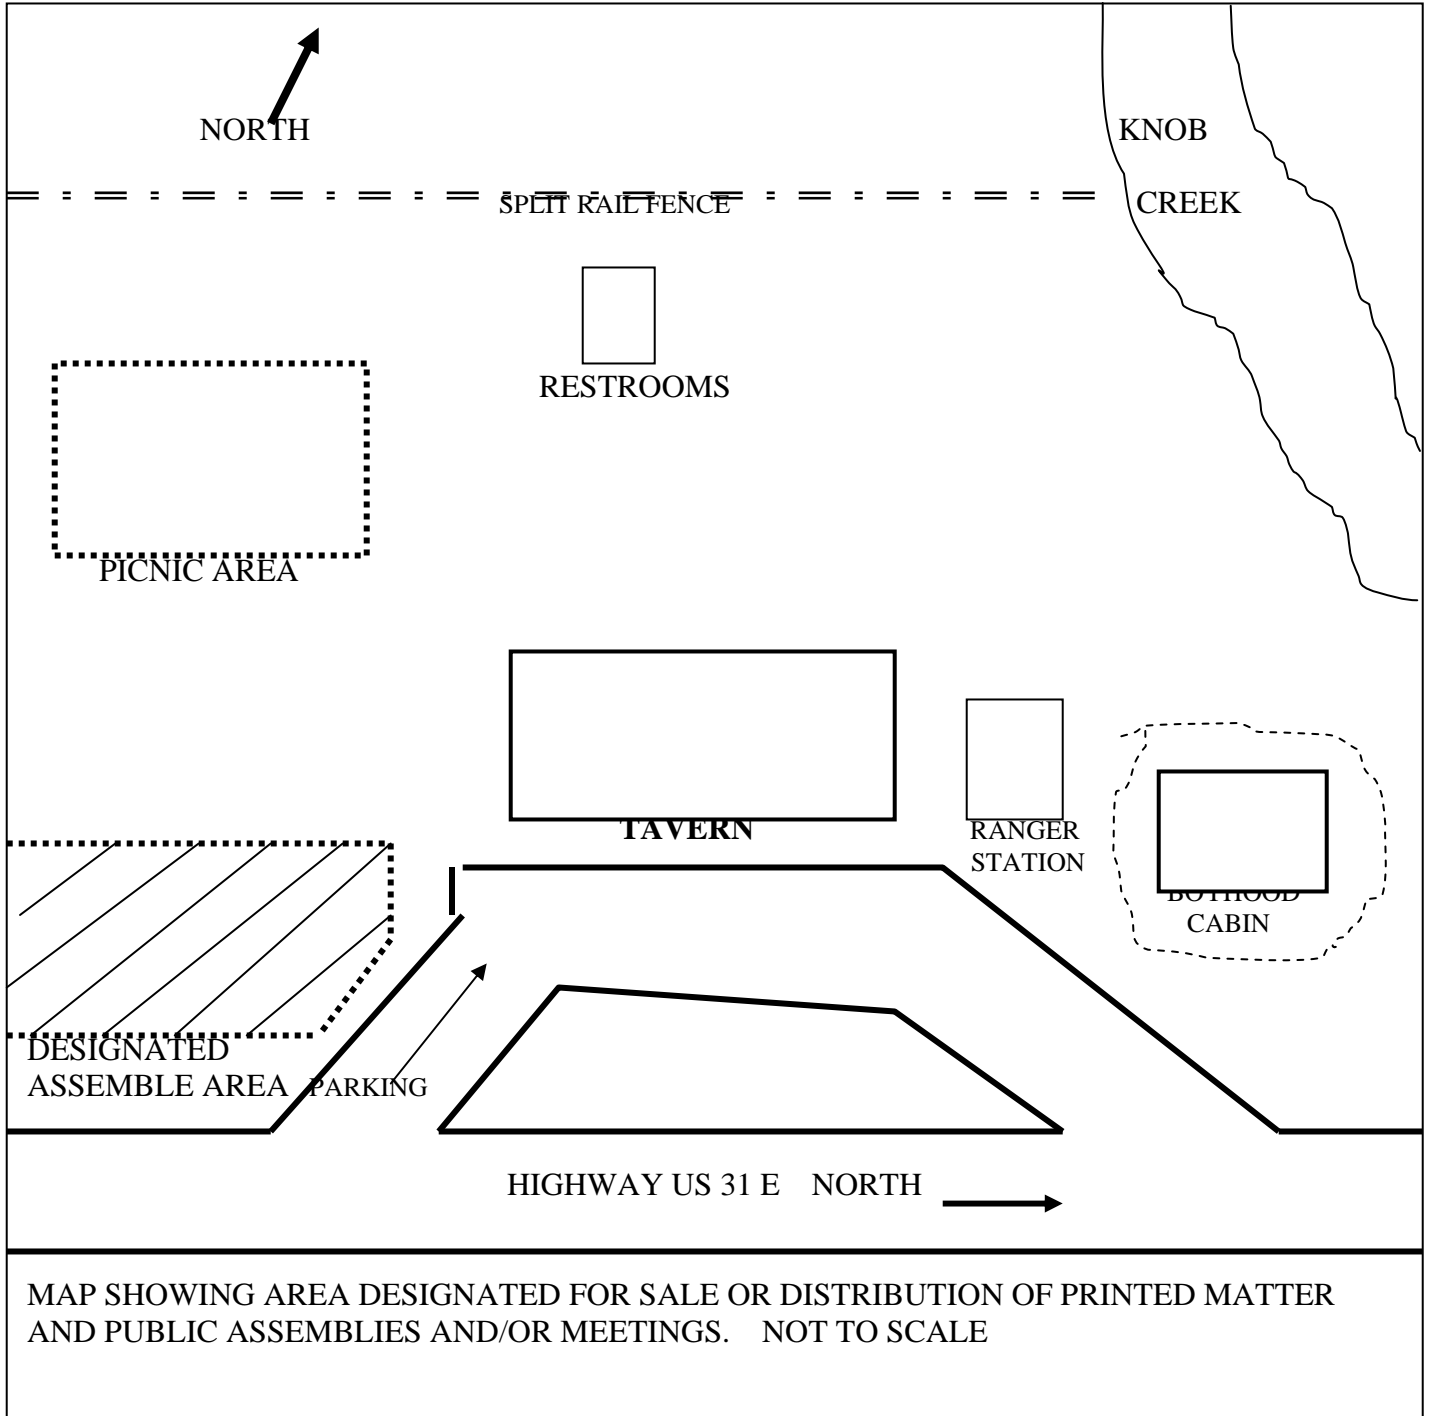 NORTH
KNOB
CREEK
SPLIT RAIL FENCE
RESTROOMS
PICNIC AREA
TAVERN
RANGER
STATION
BOYHOOD
CABIN
DESIGNATED
ASSEMBLE AREA
PARKING
HIGHWAY US 31 E NORTH
MAP SHOWING AREA DESIGNATED FOR SALE OR DISTRIBUTION OF PRINTED MATTER
AND PUBLIC ASSEMBLIES AND/OR MEETINGS. NOT TO SCALE